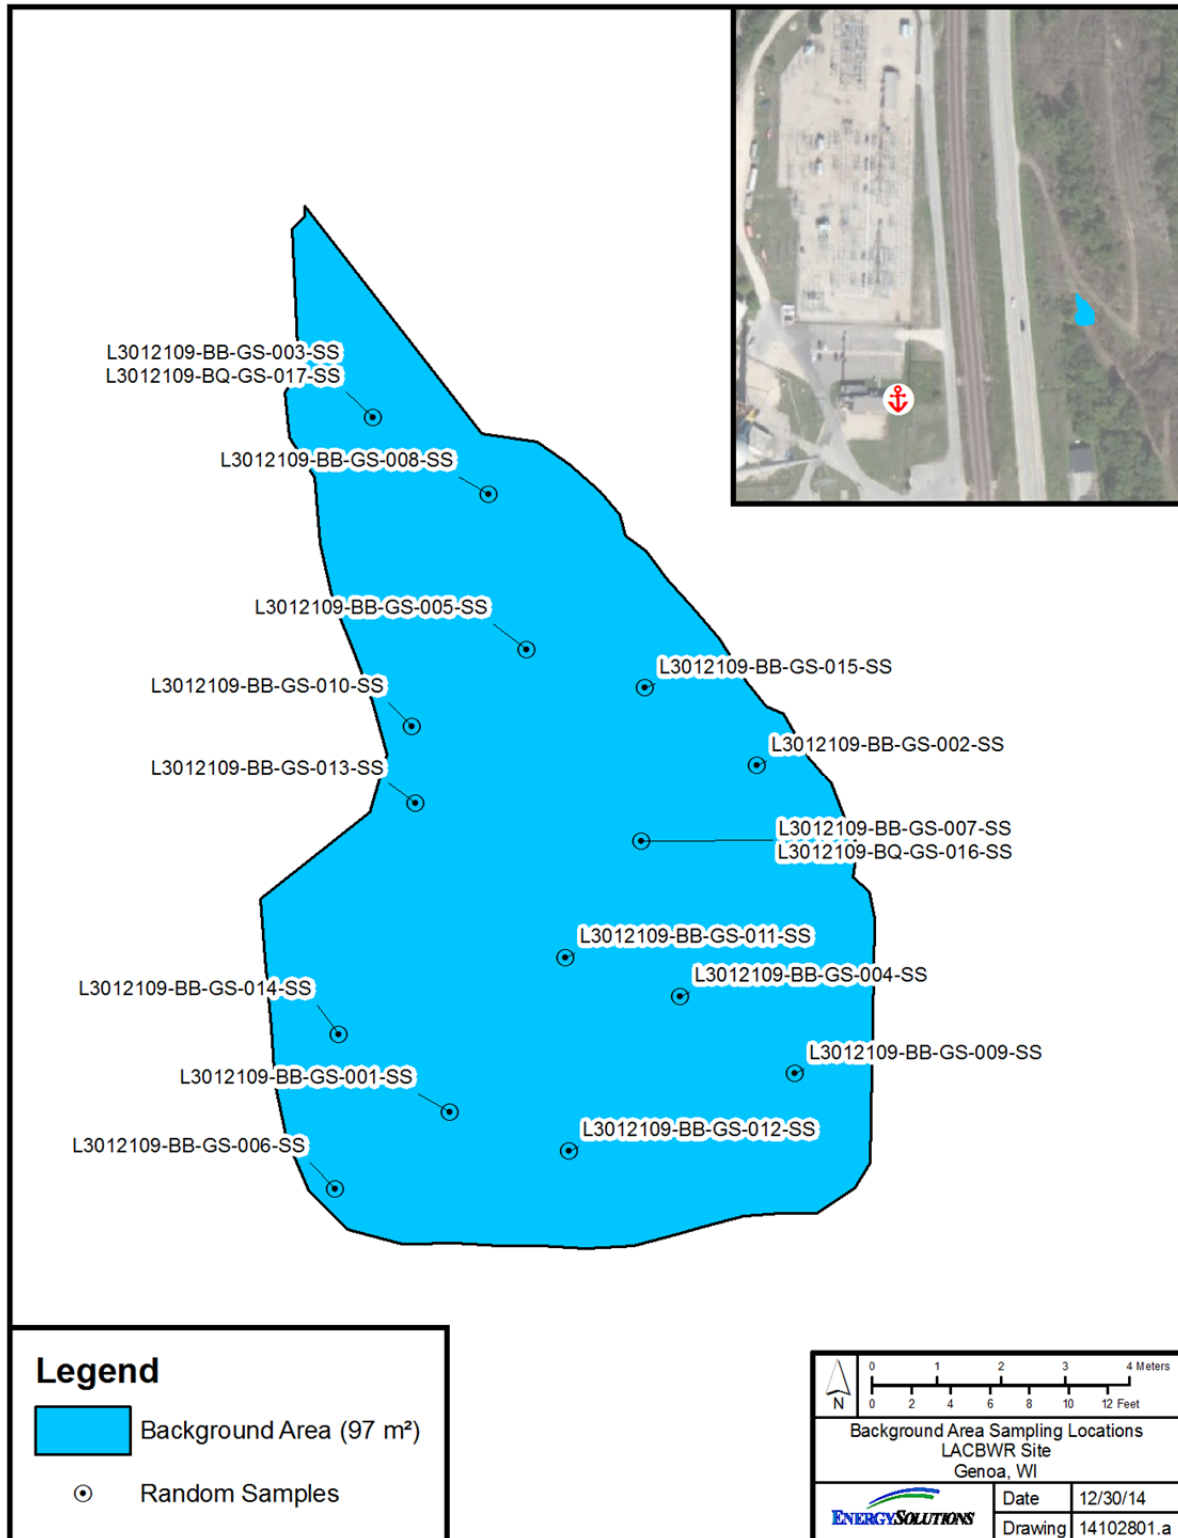 L3012109-BB-GS-003-SS
L3012109-BQ-GS-017-SS
L3012109-BB-GS-008-SS
L3012109-BB-GS-005-SS
L3012109-BB-GS-015-SS
L3012109-BB-GS-010-SS
L3012109-BB-GS-002-SS
L3012109-BB-GS-013-SS
L3012109-BB-GS-007-SS
L3012109-BQ-GS-016-SS
L3012109-BB-GS-011-SS
L3012109-BB-GS-004-SS
L3012109-BB-GS-014-SS
L3012109-BB-GS-009-SS
L3012109-BB-GS-001-SS
L3012109-BB-GS-012-SS
L3012109-BB-GS-006-SS
Legend
Background Area (97 m²)
Random Samples
N
0 1 2 3 4 Meters
0 2 4 6 8 10 12 Feet
Background Area Sampling Locations
LACBWR Site
Genoa, WI
ENERGYSOLUTIONS
Date 12/30/14
Drawing 14102801.a